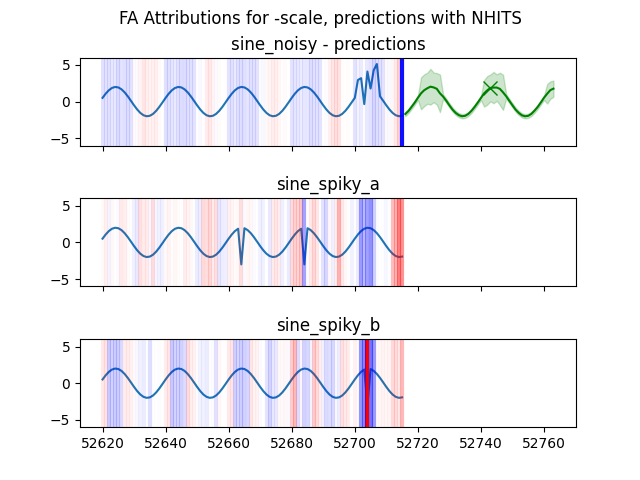 FA Attributions for -scale, predictions with NHITS
sine_noisy - predictions
5
0
−5
sine_spiky_a
5
0
−5
sine_spiky_b
5
0
−5
52620 52640 52660 52680 52700 52720 52740 52760